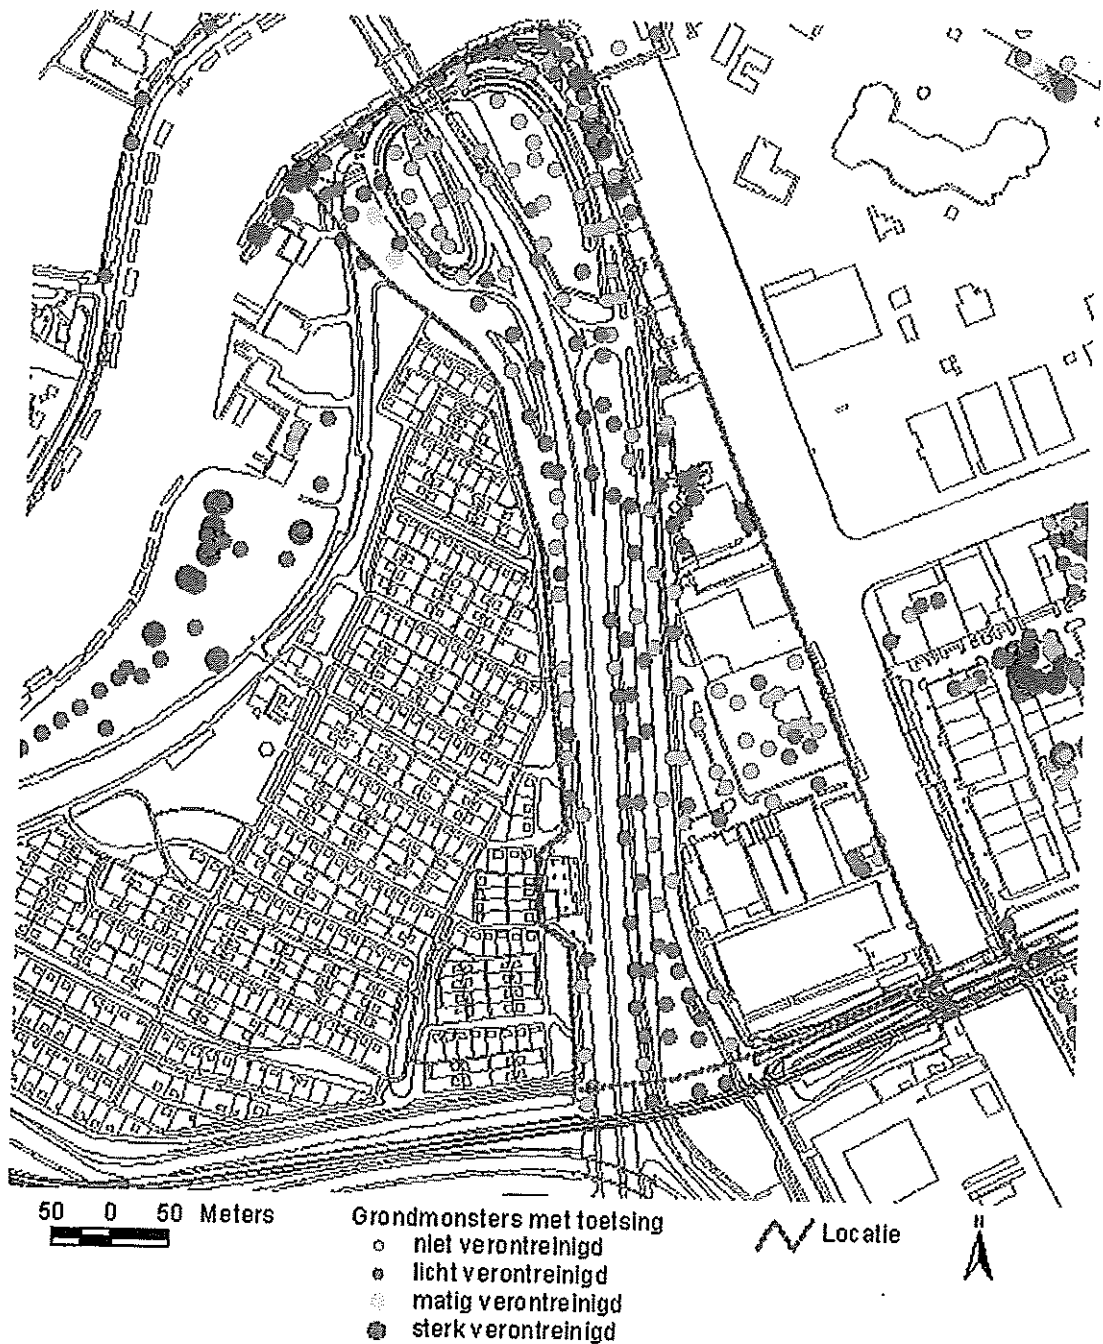 50 0 50 Meters
Grondmonsters met toetsing
niet verontreinigd
licht verontreinigd
matig verontreinigd
sterk verontreinigd
Locatie
N